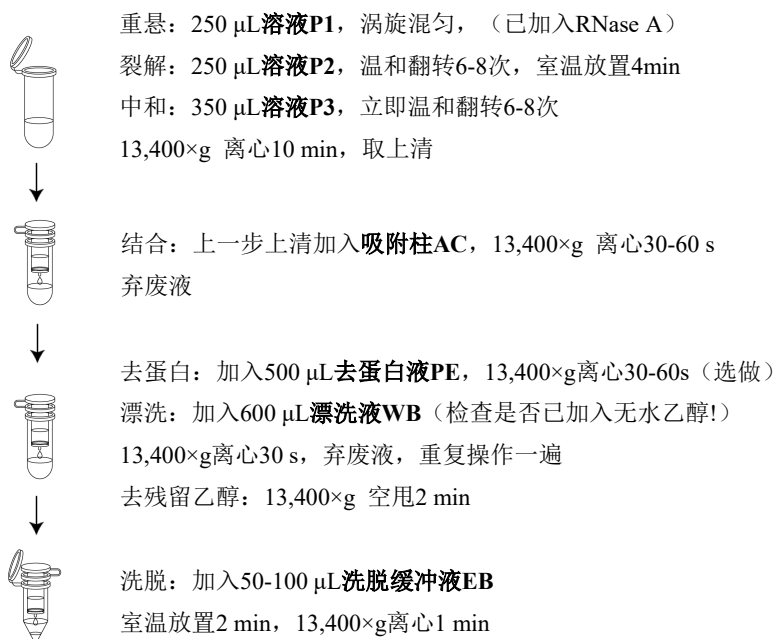 重悬：250 μL溶液P1，涡旋混匀，（已加入RNase A）
裂解：250 μL溶液P2，温和翻转6-8次，室温放置4min
中和：350 μL溶液P3，立即温和翻转6-8次
13,400×g 离心10 min，取上清
结合：上一步上清加入吸附柱AC，13,400×g 离心30-60 s
弃废液
去蛋白：加入500 μL去蛋白液PE，13,400×g离心30-60s（选做）
漂洗：加入600 μL漂洗液WB（检查是否已加入无水乙醇!）
13,400×g离心30 s，弃废液，重复操作一遍
去残留乙醇：13,400×g 空甩2 min
洗脱：加入50-100 μL洗脱缓冲液EB
室温放置2 min，13,400×g离心1 min